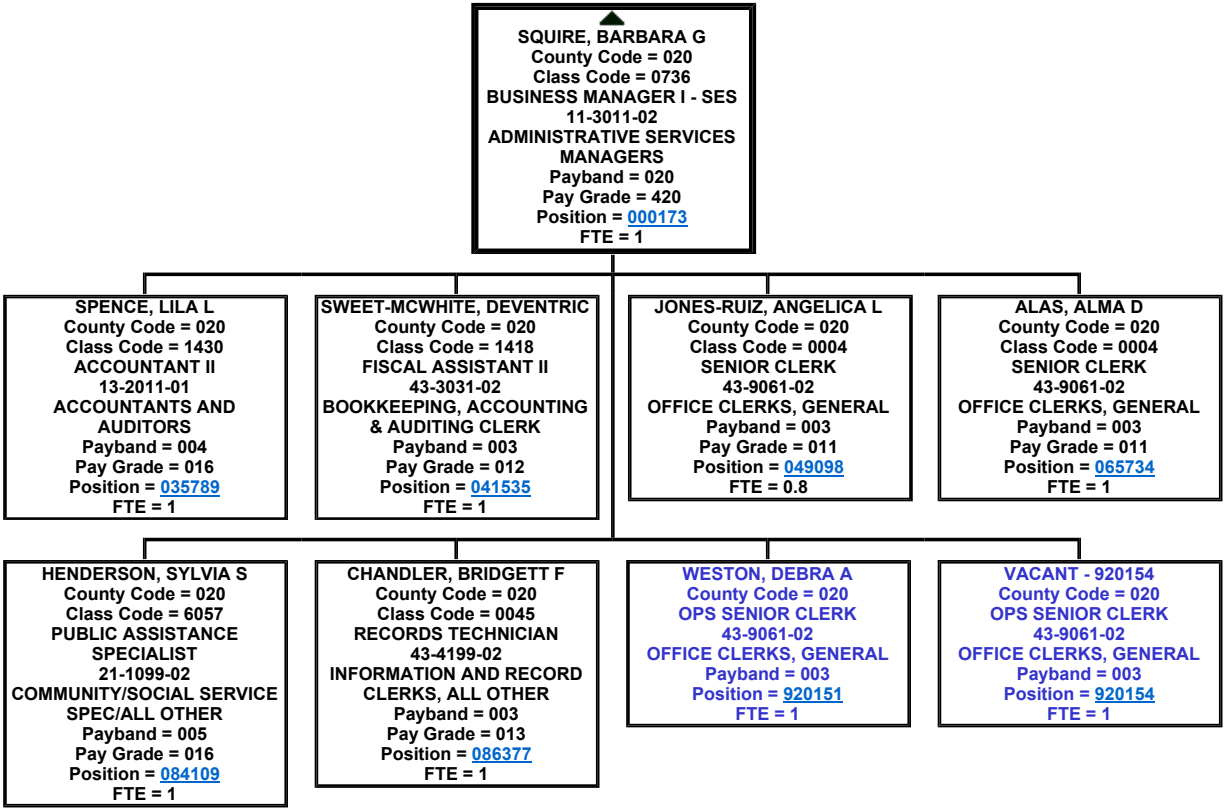 SQUIRE, BARBARA G
County Code = 020
Class Code = 0736
BUSINESS MANAGER I - SES
11-3011-02
ADMINISTRATIVE SERVICES
MANAGERS
Payband = 020
Pay Grade = 420
Position = 000173
FTE = 1
SPENCE, LILA L
County Code = 020
Class Code = 1430
ACCOUNTANT II
13-2011-01
ACCOUNTANTS AND
AUDITORS
Payband = 004
Pay Grade = 016
Position = 035789
FTE = 1
SWEET-MCWHITE, DEVENTRIC
County Code = 020
Class Code = 1418
FISCAL ASSISTANT II
43-3031-02
BOOKKEEPING, ACCOUNTING
& AUDITING CLERK
Payband = 003
Pay Grade = 012
Position = 041535
FTE = 1
JONES-RUIZ, ANGELICA L
County Code = 020
Class Code = 0004
SENIOR CLERK
43-9061-02
OFFICE CLERKS, GENERAL
Payband = 003
Pay Grade = 011
Position = 049098
FTE = 0.8
ALAS, ALMA D
County Code = 020
Class Code = 0004
SENIOR CLERK
43-9061-02
OFFICE CLERKS, GENERAL
Payband = 003
Pay Grade = 011
Position = 065734
FTE = 1
HENDERSON, SYLVIA S
County Code = 020
Class Code = 6057
PUBLIC ASSISTANCE
SPECIALIST
21-1099-02
COMMUNITY/SOCIAL SERVICE
SPEC/ALL OTHER
Payband = 005
Pay Grade = 016
Position = 084109
FTE = 1
CHANDLER, BRIDGETT F
County Code = 020
Class Code = 0045
RECORDS TECHNICIAN
43-4199-02
INFORMATION AND RECORD
CLERKS, ALL OTHER
Payband = 003
Pay Grade = 013
Position = 086377
FTE = 1
WESTON, DEBRA A
County Code = 020
OPS SENIOR CLERK
43-9061-02
OFFICE CLERKS, GENERAL
Payband = 003
Position = 920151
FTE = 1
VACANT - 920154
County Code = 020
OPS SENIOR CLERK
43-9061-02
OFFICE CLERKS, GENERAL
Payband = 003
Position = 920154
FTE = 1